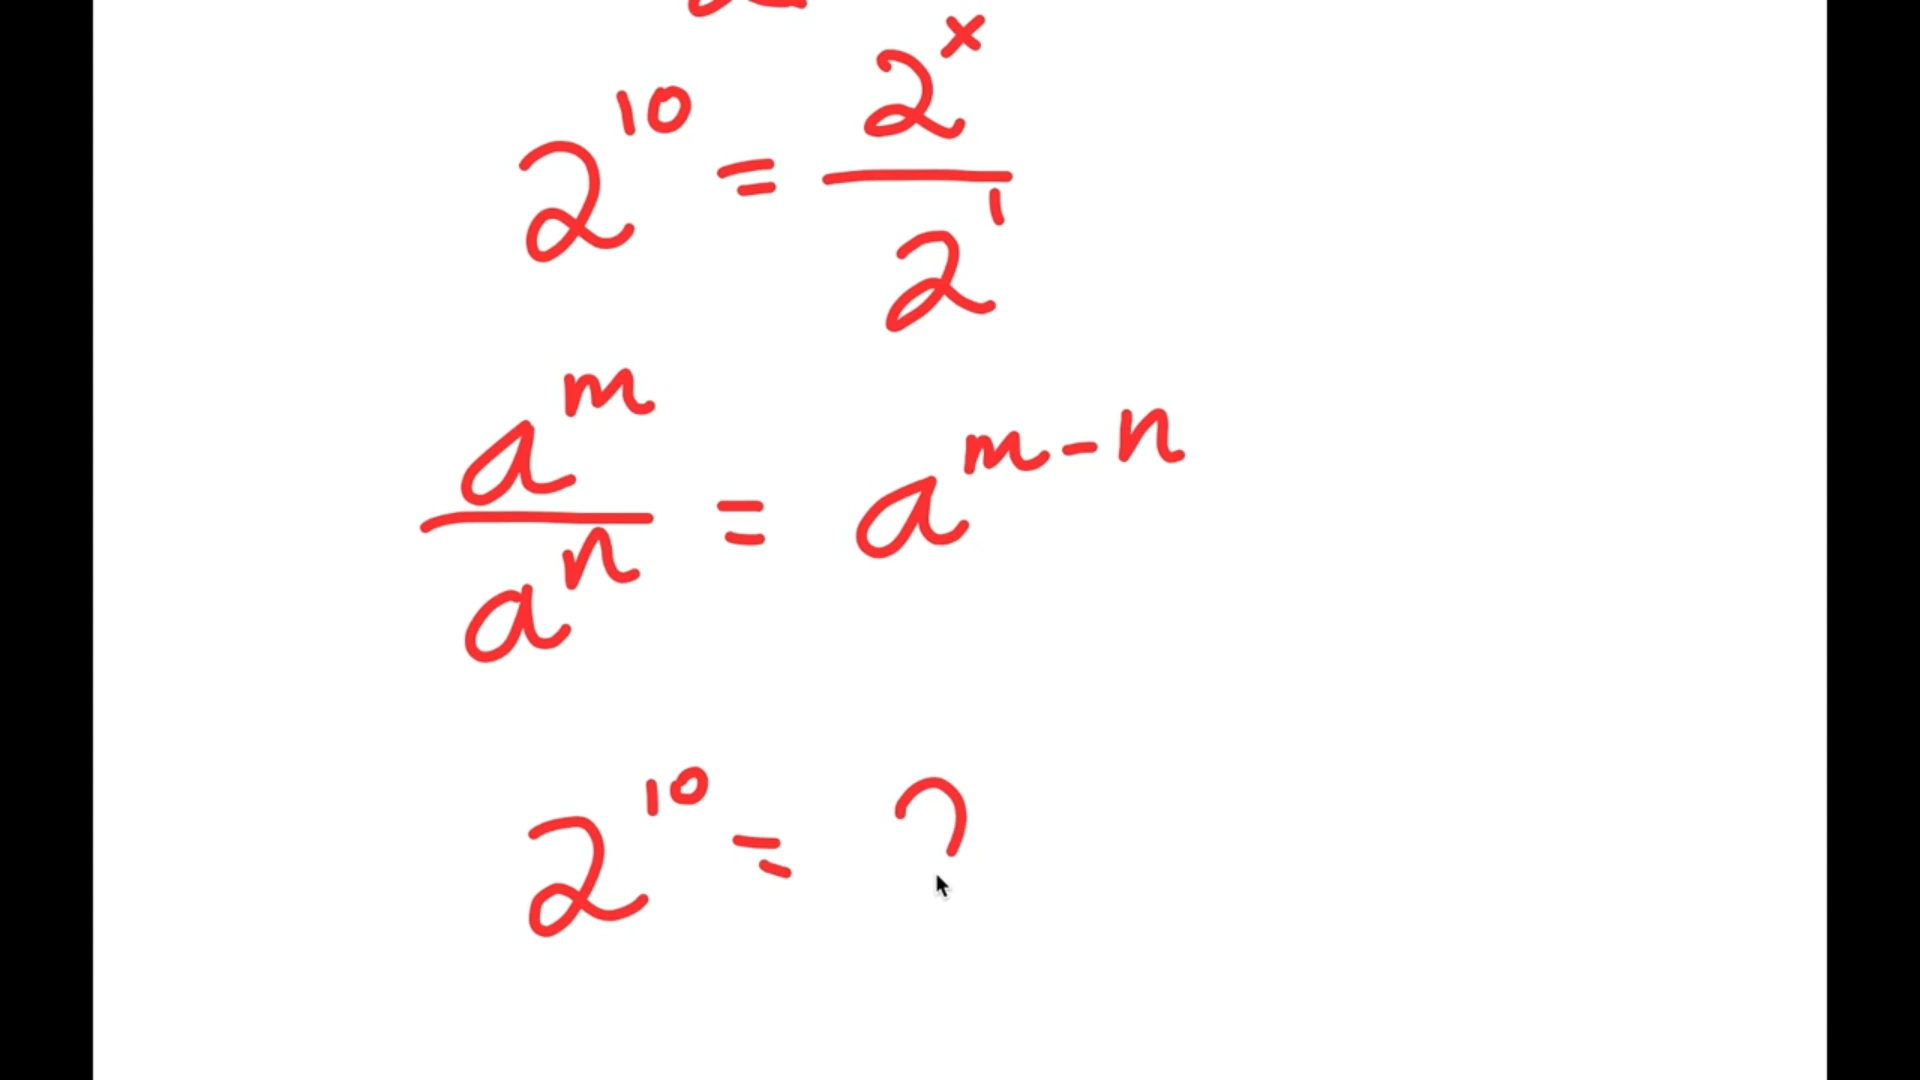 2^10 = 2^x / 2^1
a^m / a^n = a^(m-n)
2^10 = ?